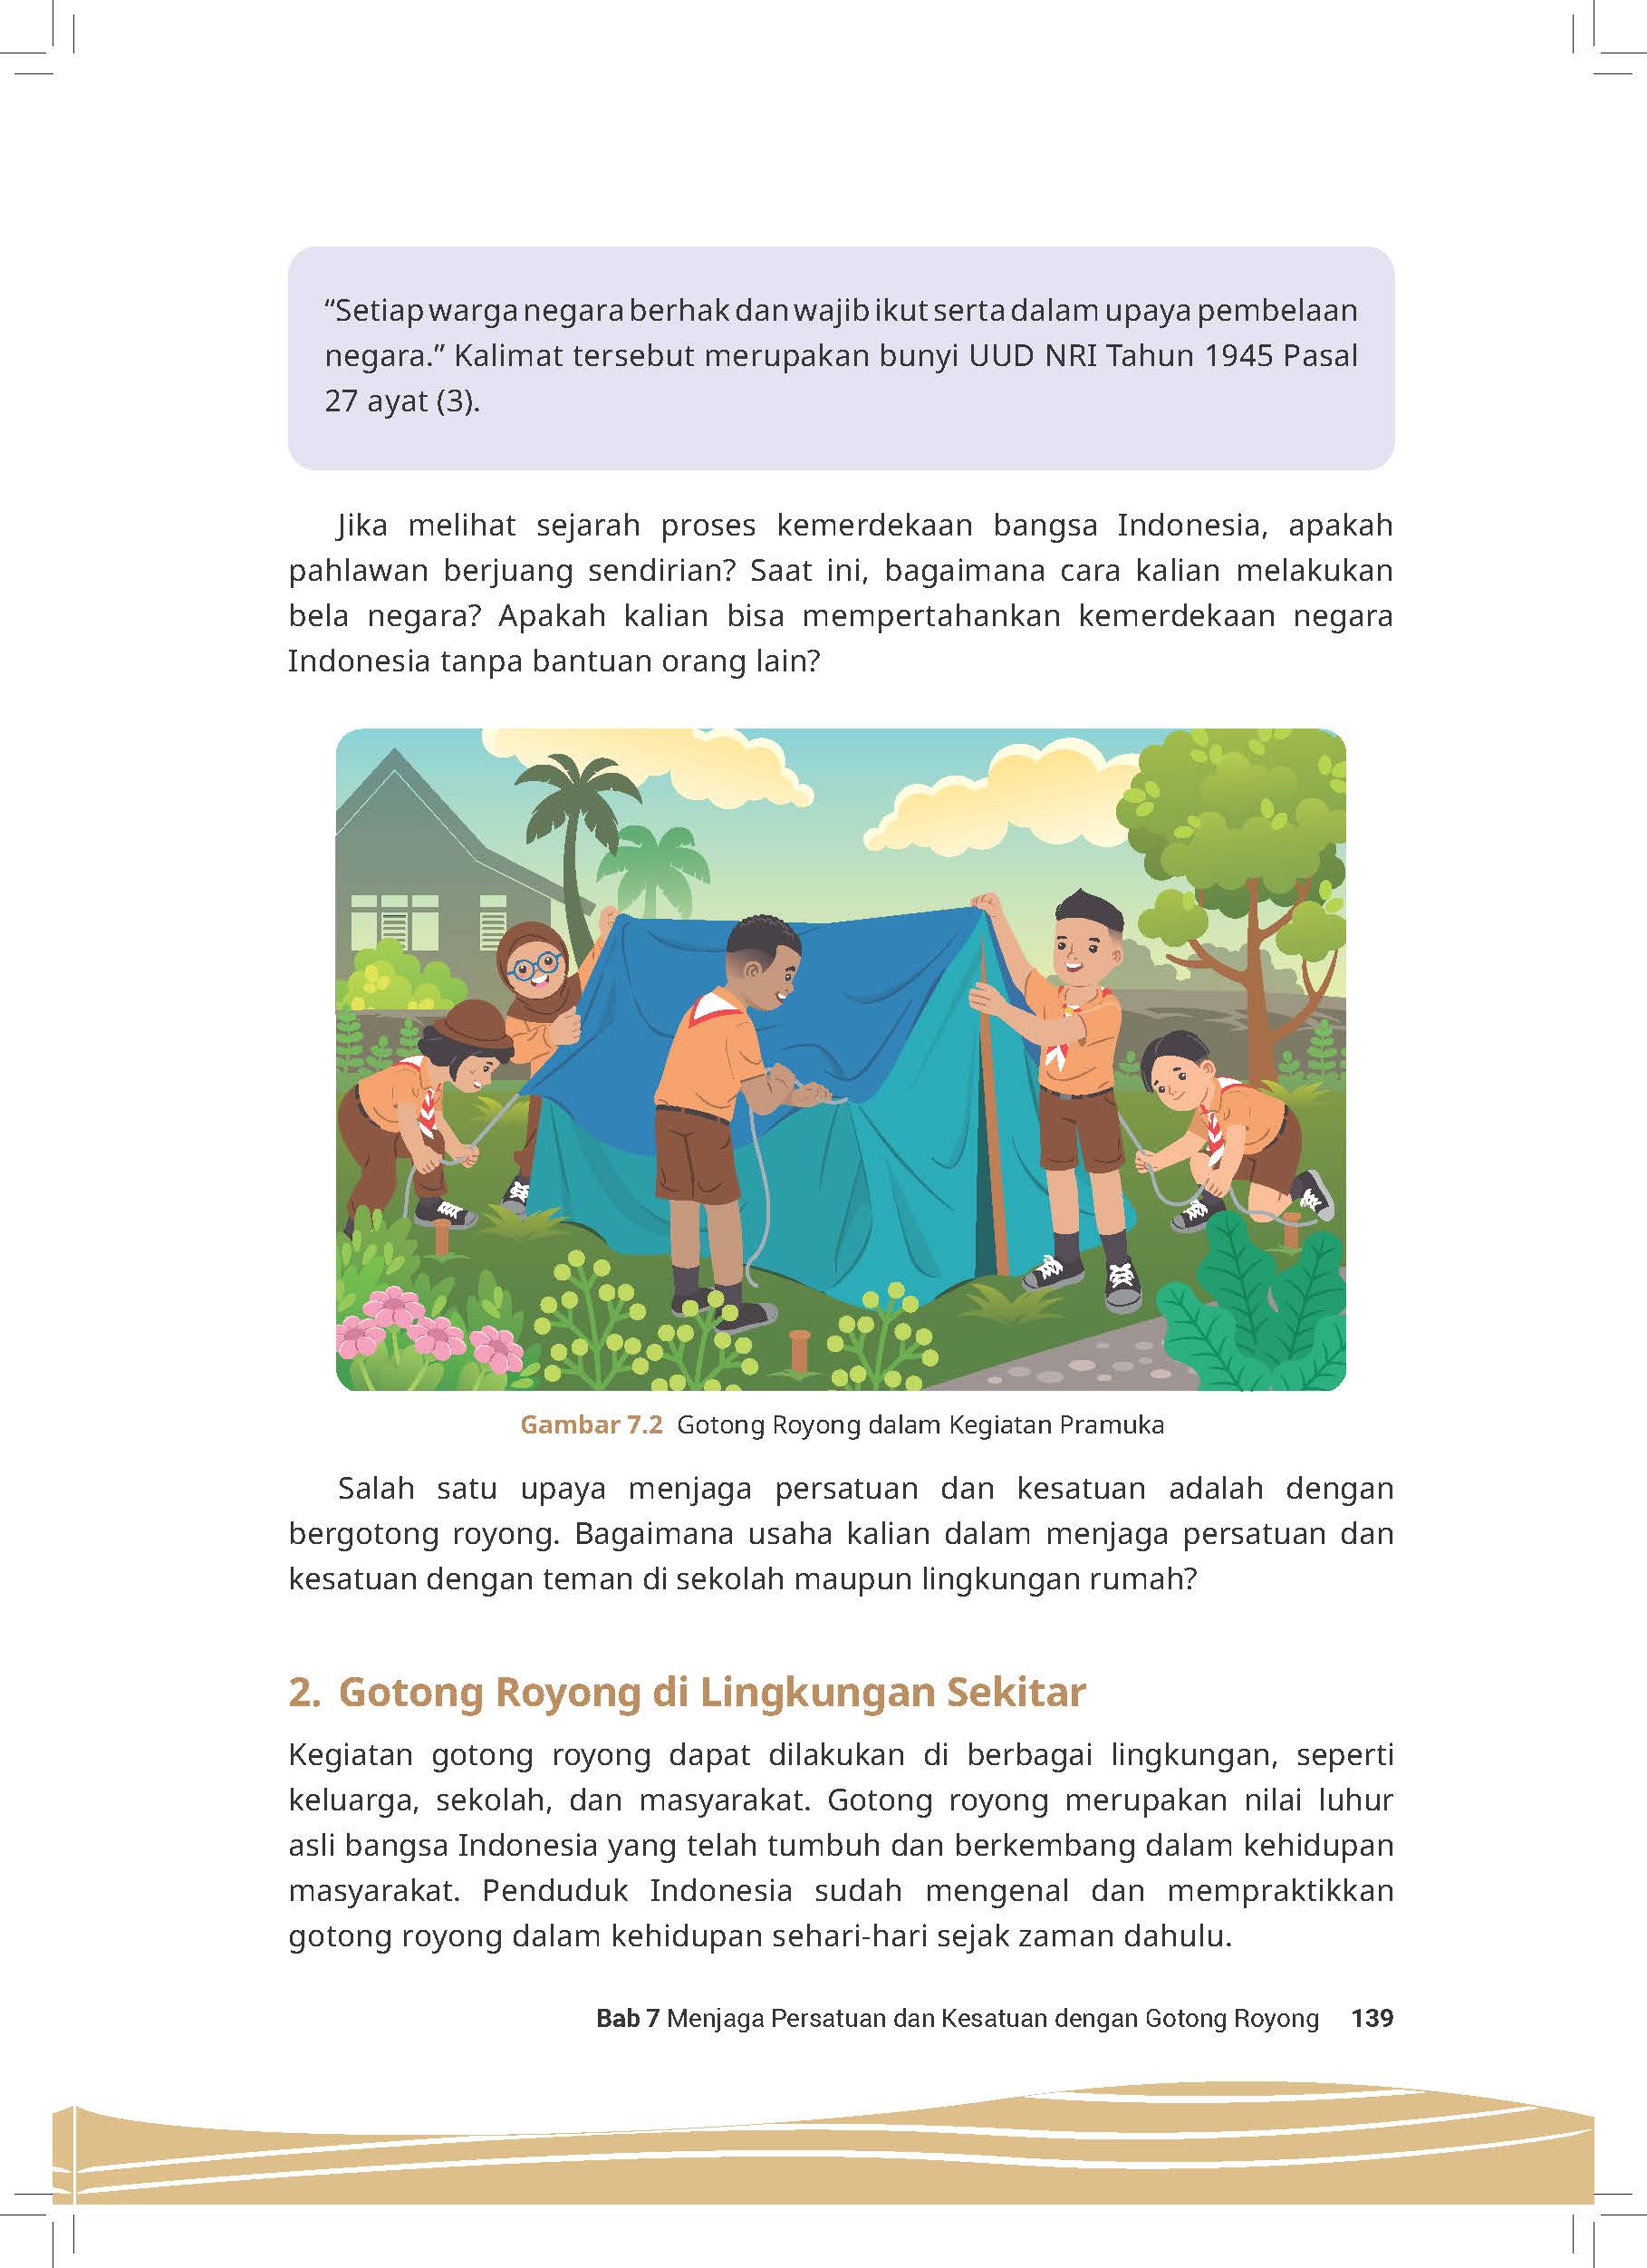 “Setiap warga negara berhak dan wajib ikut serta dalam upaya pembelaan
negara.” Kalimat tersebut merupakan bunyi UUD NRI Tahun 1945 Pasal
27 ayat (3).
Jika melihat sejarah proses kemerdekaan bangsa Indonesia, apakah
pahlawan berjuang sendirian? Saat ini, bagaimana cara kalian melakukan
bela negara? Apakah kalian bisa mempertahankan kemerdekaan negara
Indonesia tanpa bantuan orang lain?
Gambar 7.2 Gotong Royong dalam Kegiatan Pramuka
Salah satu upaya menjaga persatuan dan kesatuan adalah dengan
bergotong royong. Bagaimana usaha kalian dalam menjaga persatuan dan
kesatuan dengan teman di sekolah maupun lingkungan rumah?
2. Gotong Royong di Lingkungan Sekitar
Kegiatan gotong royong dapat dilakukan di berbagai lingkungan, seperti
keluarga, sekolah, dan masyarakat. Gotong royong merupakan nilai luhur
asli bangsa Indonesia yang telah tumbuh dan berkembang dalam kehidupan
masyarakat. Penduduk Indonesia sudah mengenal dan mempraktikkan
gotong royong dalam kehidupan sehari-hari sejak zaman dahulu.
Bab 7 Menjaga Persatuan dan Kesatuan dengan Gotong Royong 139